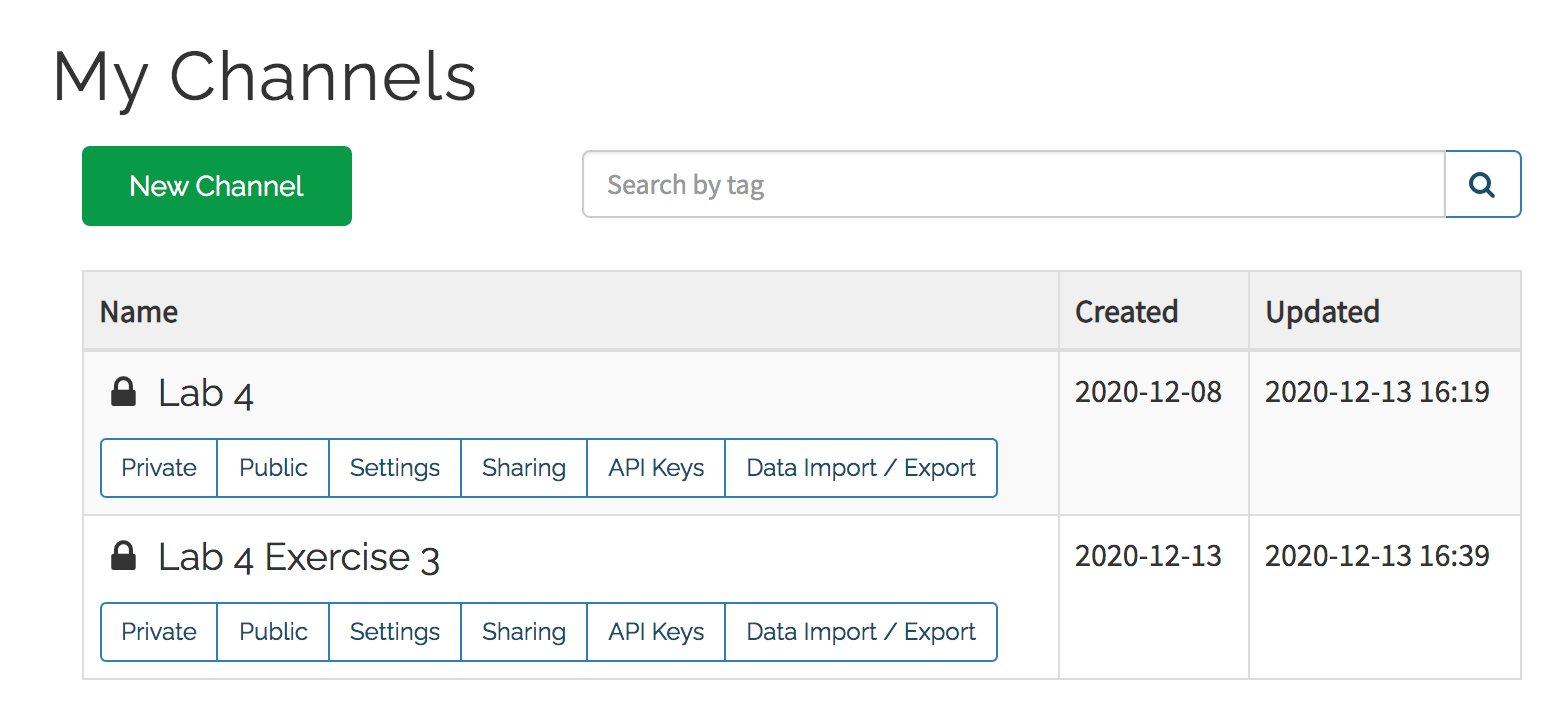 My Channels
New Channel
Search by tag
Name Created Updated
Lab 4 2020-12-08 2020-12-13 16:19
Private Public Settings Sharing API Keys Data Import / Export
Lab 4 Exercise 3 2020-12-13 2020-12-13 16:39
Private Public Settings Sharing API Keys Data Import / Export